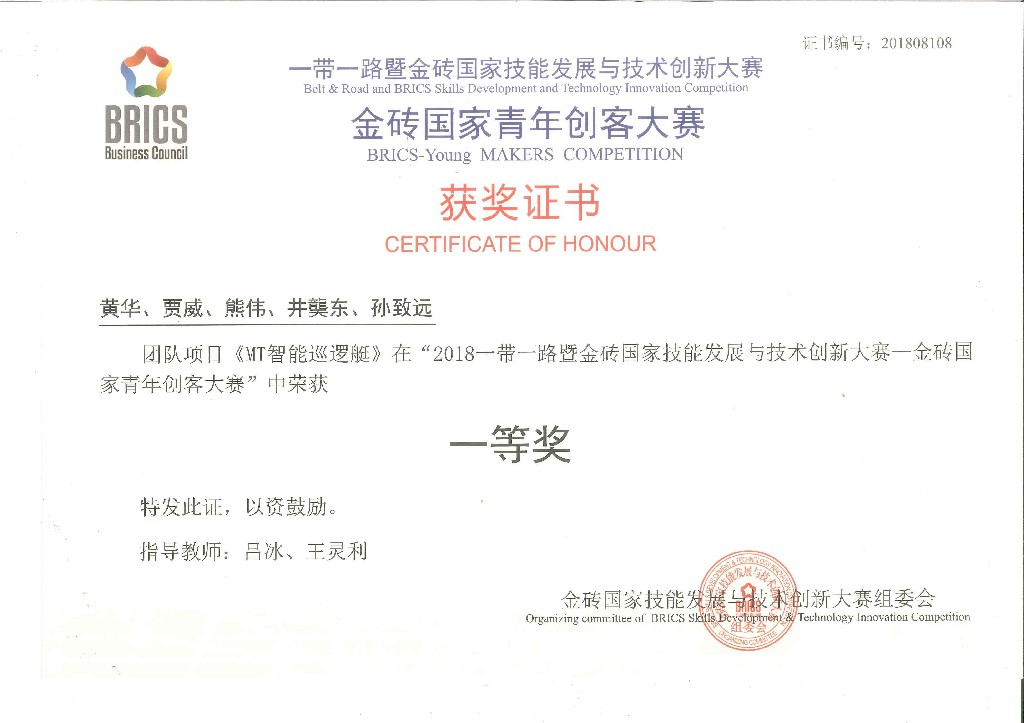 证书编号：201808108
一带一路暨金砖国家技能发展与技术创新大赛
Belt & Road and BRICS Skills Development and Technology Innovation Competition
BRICS
Business Council
金砖国家青年创客大赛
BRICS-Young MAKERS COMPETITION
获奖证书
CERTIFICATE OF HONOUR
黄华、贾威、熊伟、井龑东、孙致远
团队项目《MT智能巡逻艇》在“2018一带一路暨金砖国家技能发展与技术创新大赛—金砖国
家青年创客大赛”中荣获
一等奖
特发此证，以资鼓励。
指导教师：吕冰、王灵利
金砖国家技能发展与技术创新大赛组委会
Organizing committee of BRICS Skills Development & Technology Innovation Competition
组委会